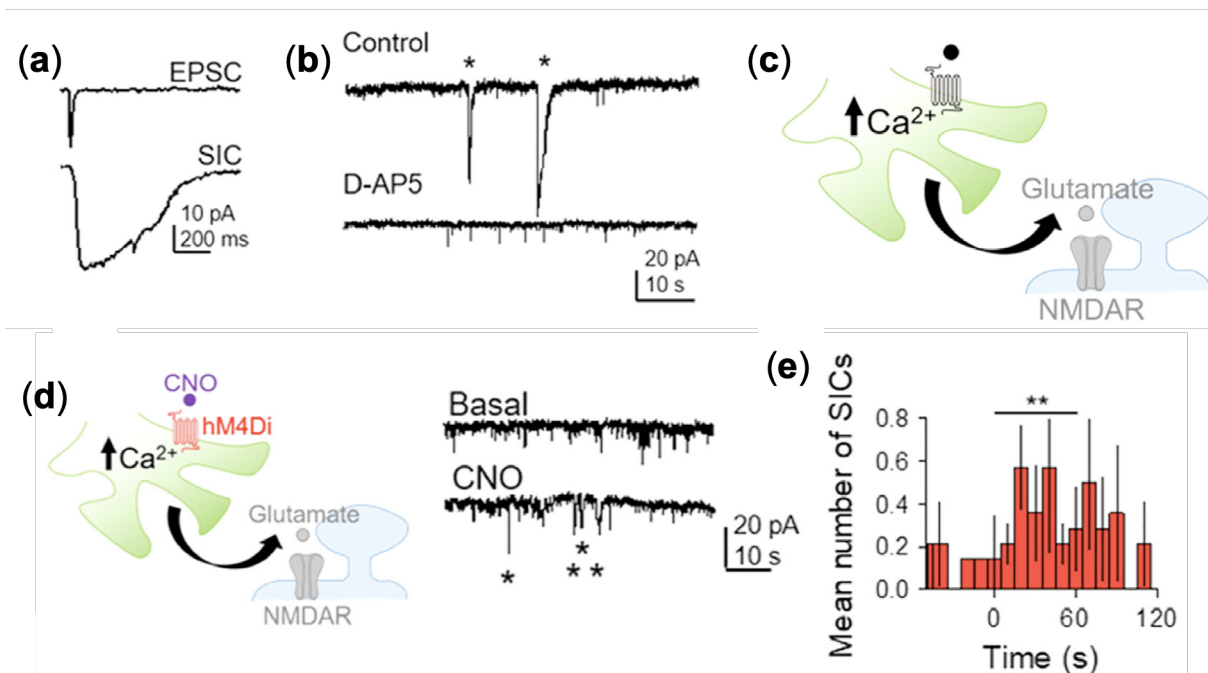 (a)
EPSC
SIC
10 pA
200 ms
(b)
Control
* *
D-AP5
20 pA
10 s
(c)
Ca2+
Glutamate
NMDAR
(d)
CNO
hM4Di
Ca2+
Glutamate
NMDAR
Basal
CNO
20 pA
10 s
*
* * *
(e)
Mean number of SICs
**
0.8
0.6
0.4
0.2
0.0
0 60 120
Time (s)